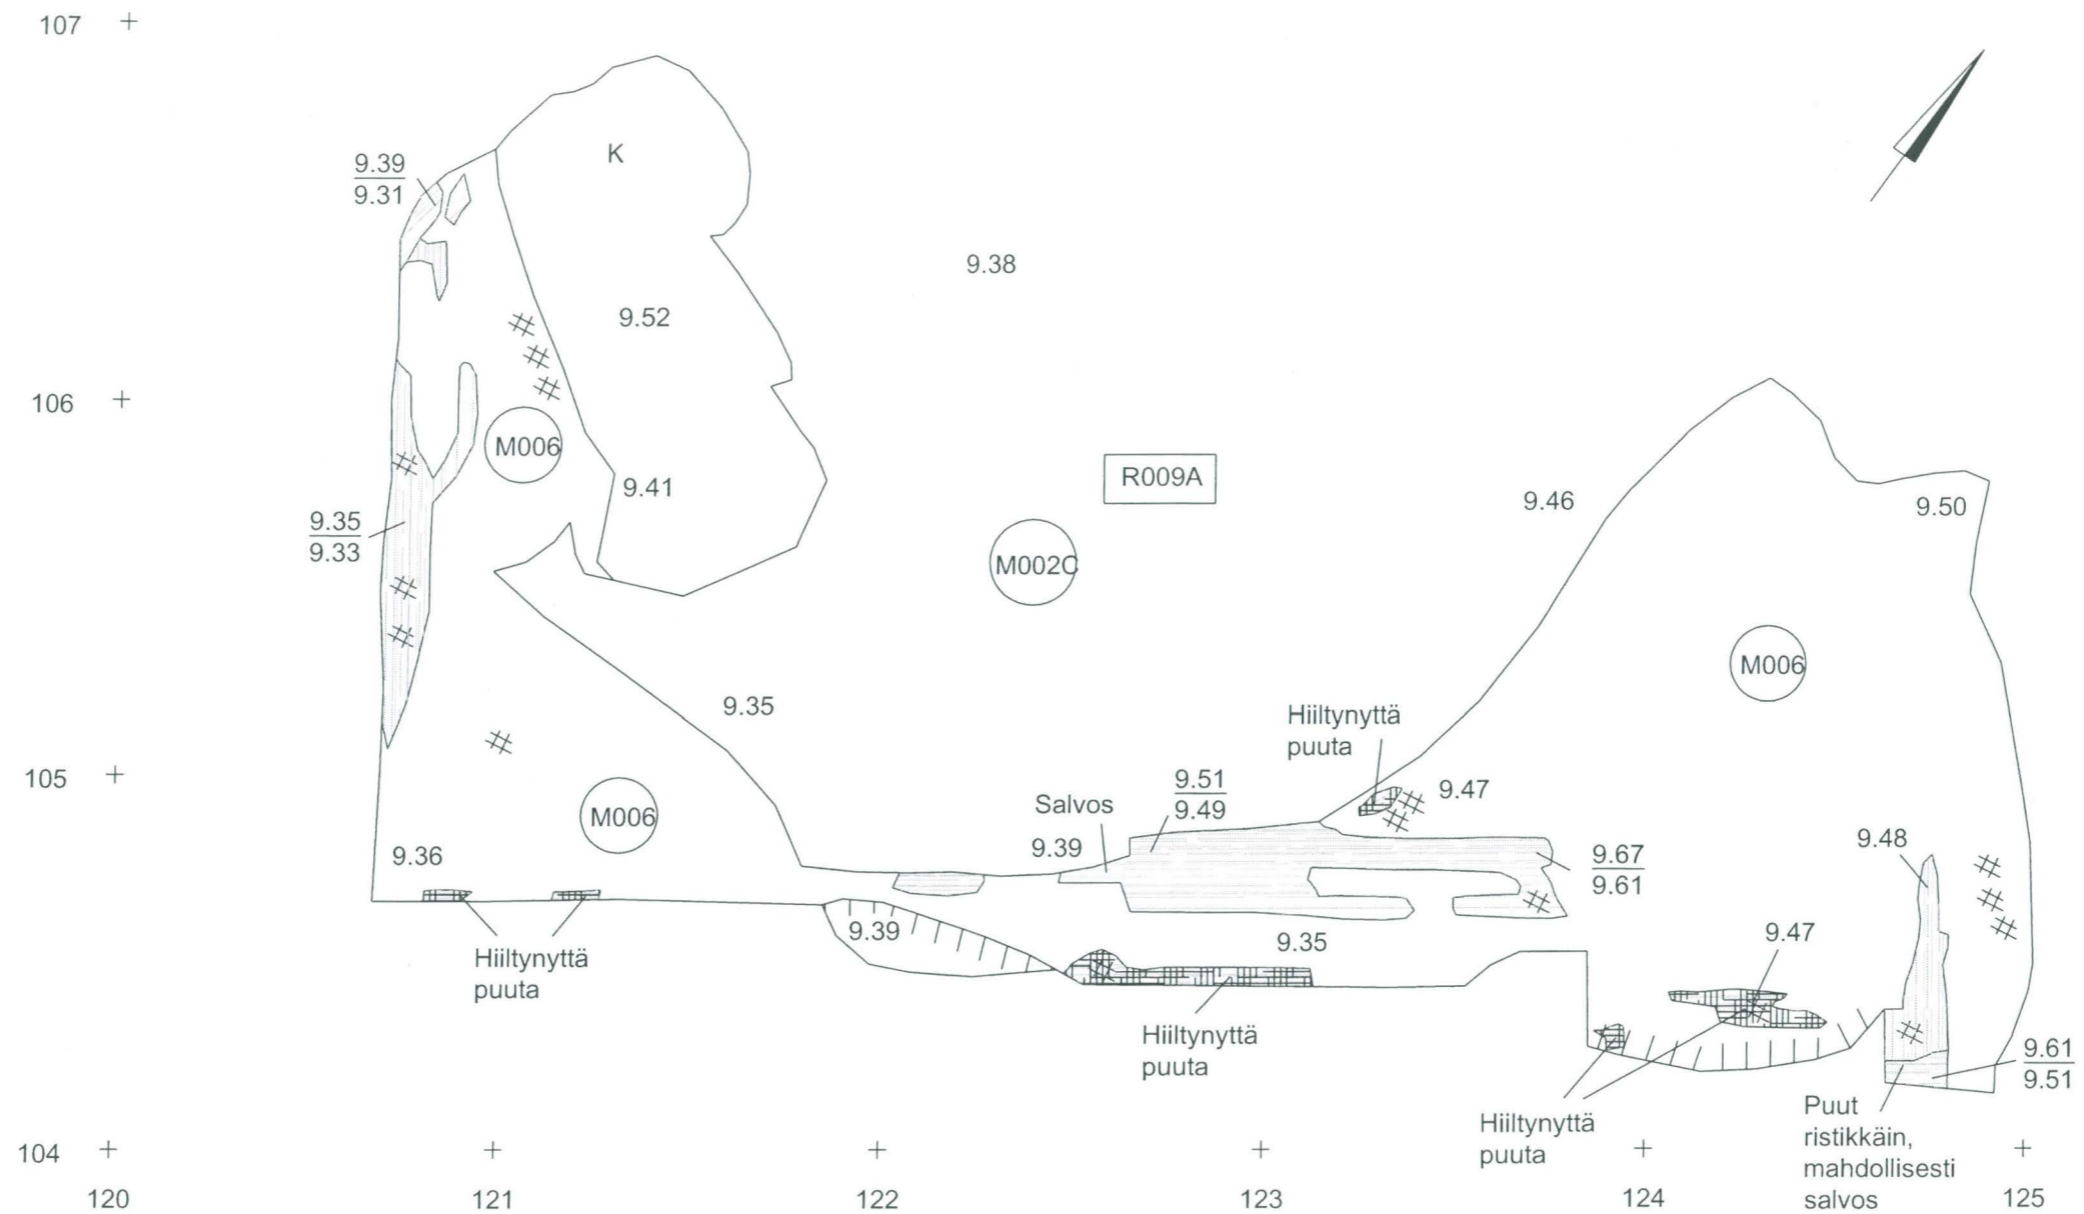 107
K
9.39
9.31
9.38
9.52
106
M006
9.41
R009A
9.46
9.50
9.35
9.33
M002C
M006
9.35
Hiiltynyttä
puuta
105
9.51
9.49
9.47
Salvos
M006
9.39
9.36
9.48
9.67
9.61
9.39
9.35
9.47
Hiiltynyttä
puuta
Hiiltynyttä
puuta
9.61
9.51
Hiiltynyttä
puuta
Puut
ristikkäin,
mahdollisesti
salvos
104
120
121
122
123
124
125